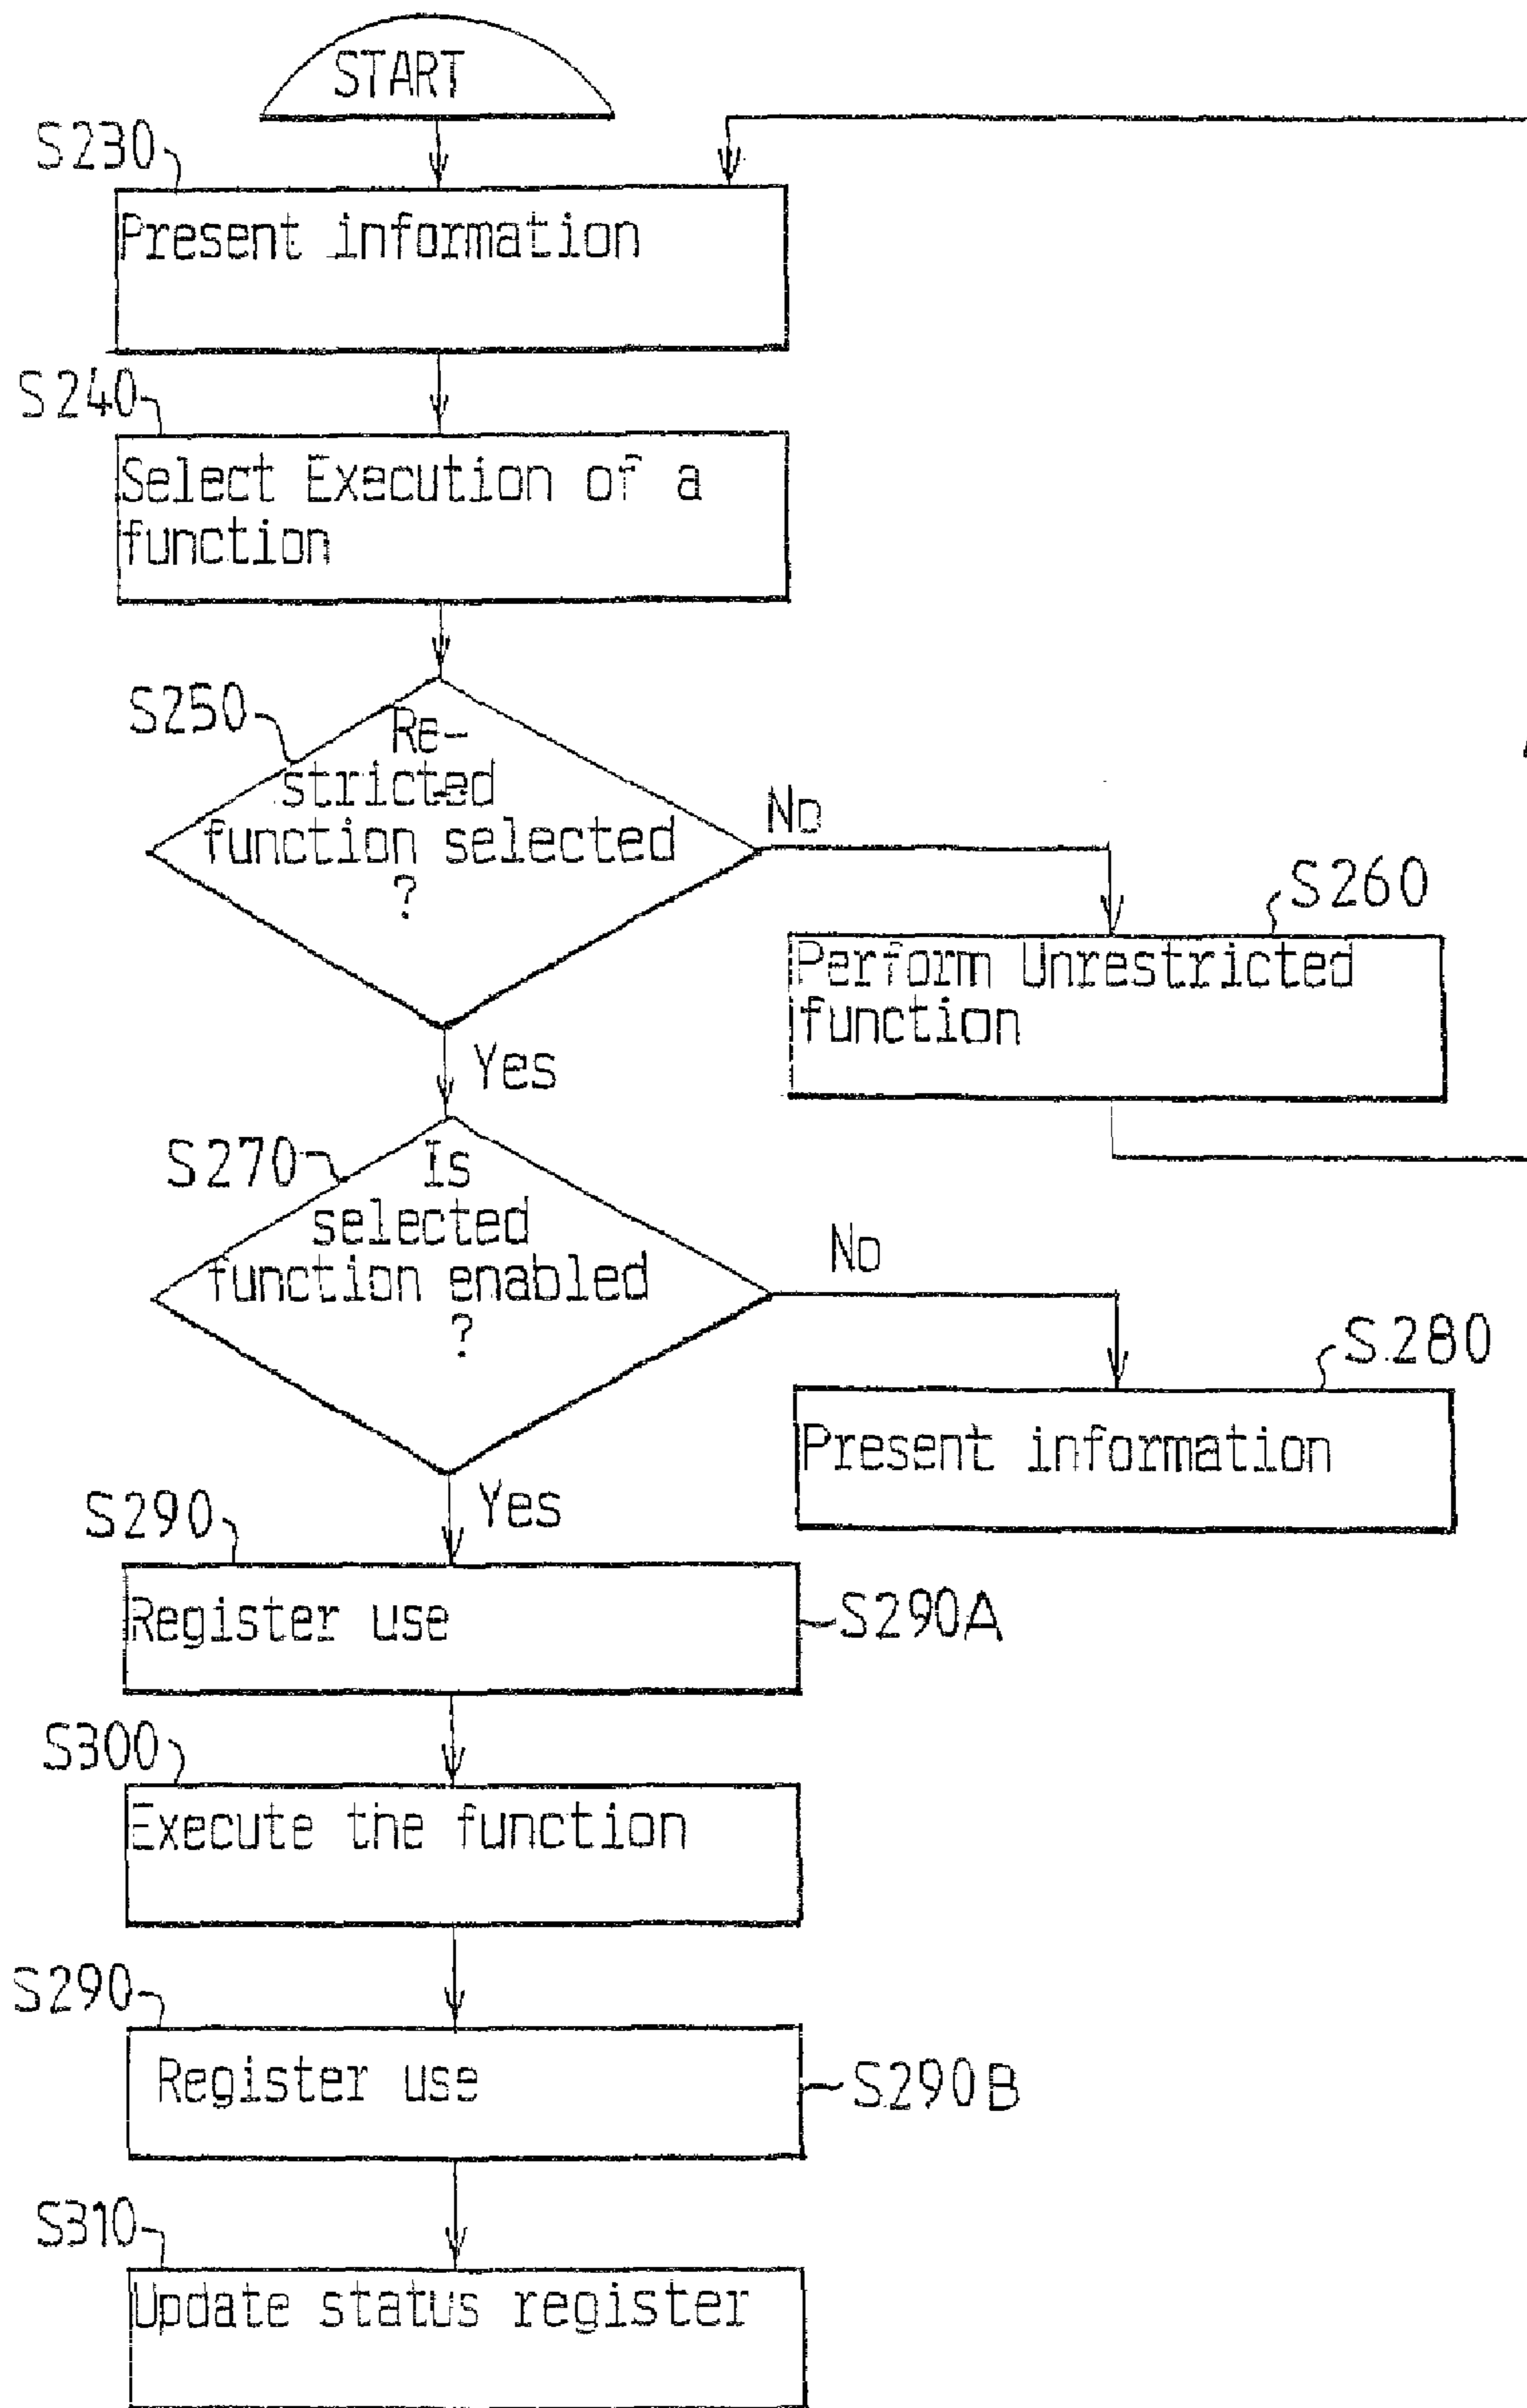 START
S230
Present information
S240
Select Execution of a
function
S250
Re-
stricted
function selected
?
No
S260
Perform Unrestricted
function
Yes
S270
Is
selected
function enabled
?
No
S.280
Present information
Yes
S290
Register use
S290A
S300
Execute the function
S290
Register use
S290B
S310
Update status register